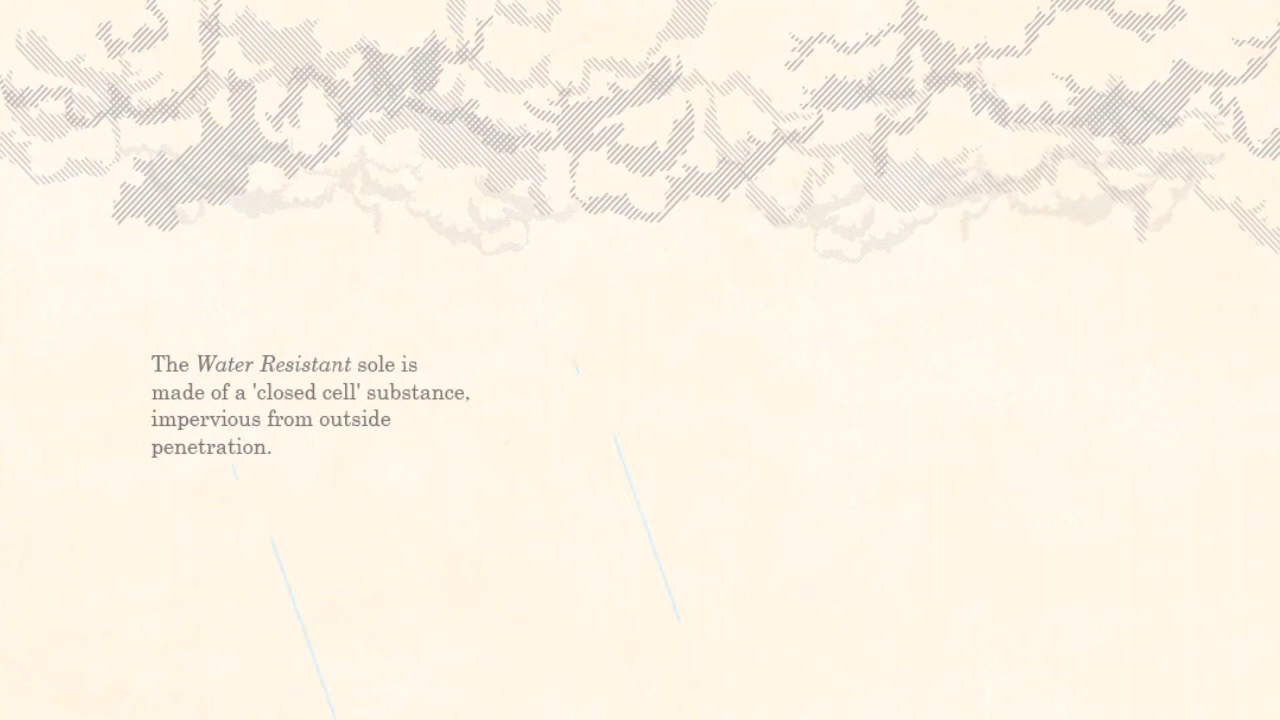 The Water Resistant sole is
made of a 'closed cell' substance,
impervious from outside
penetration.